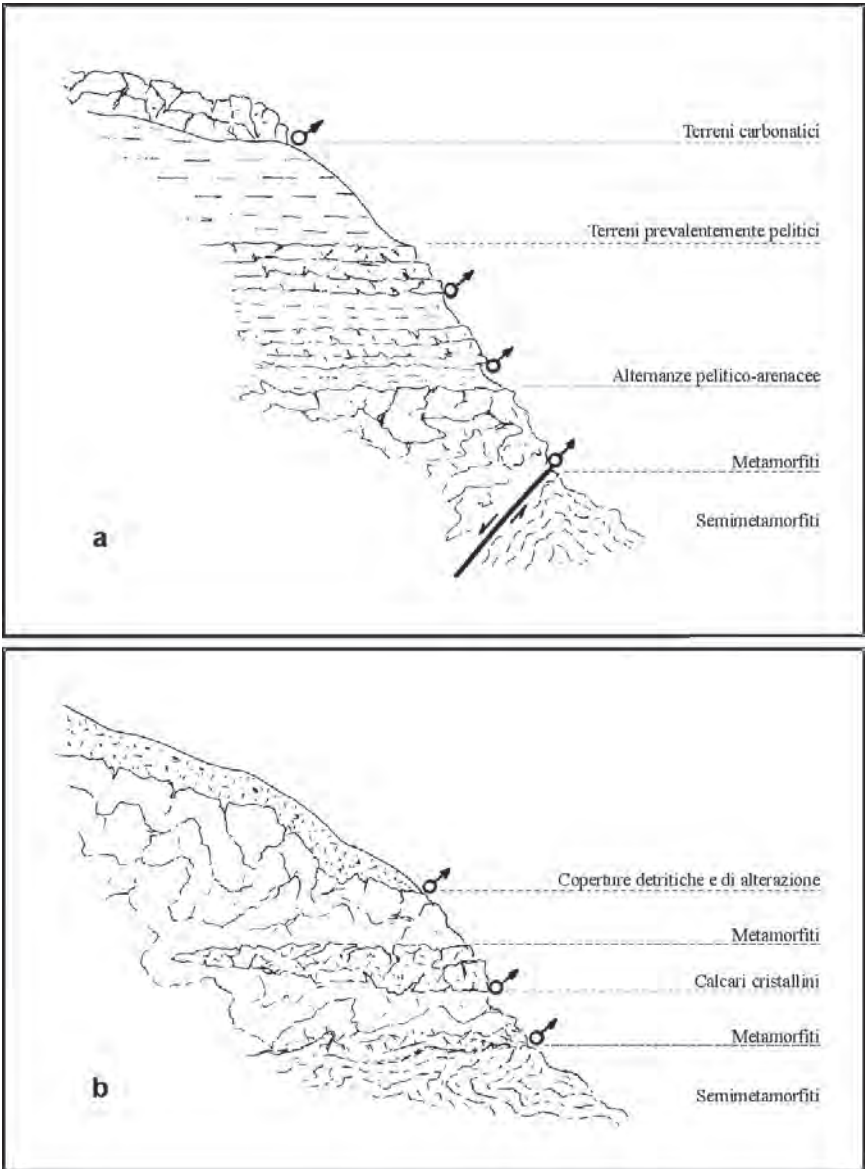 Terreni carbonatici
Terreni prevalentemente pelitici
Alternanze pelitico-arenacee
Metamorfiti
Semimetamorfiti
a
Coperture detritiche e di alterazione
Metamorfiti
Calcari cristallini
Metamorfiti
Semimetamorfiti
b